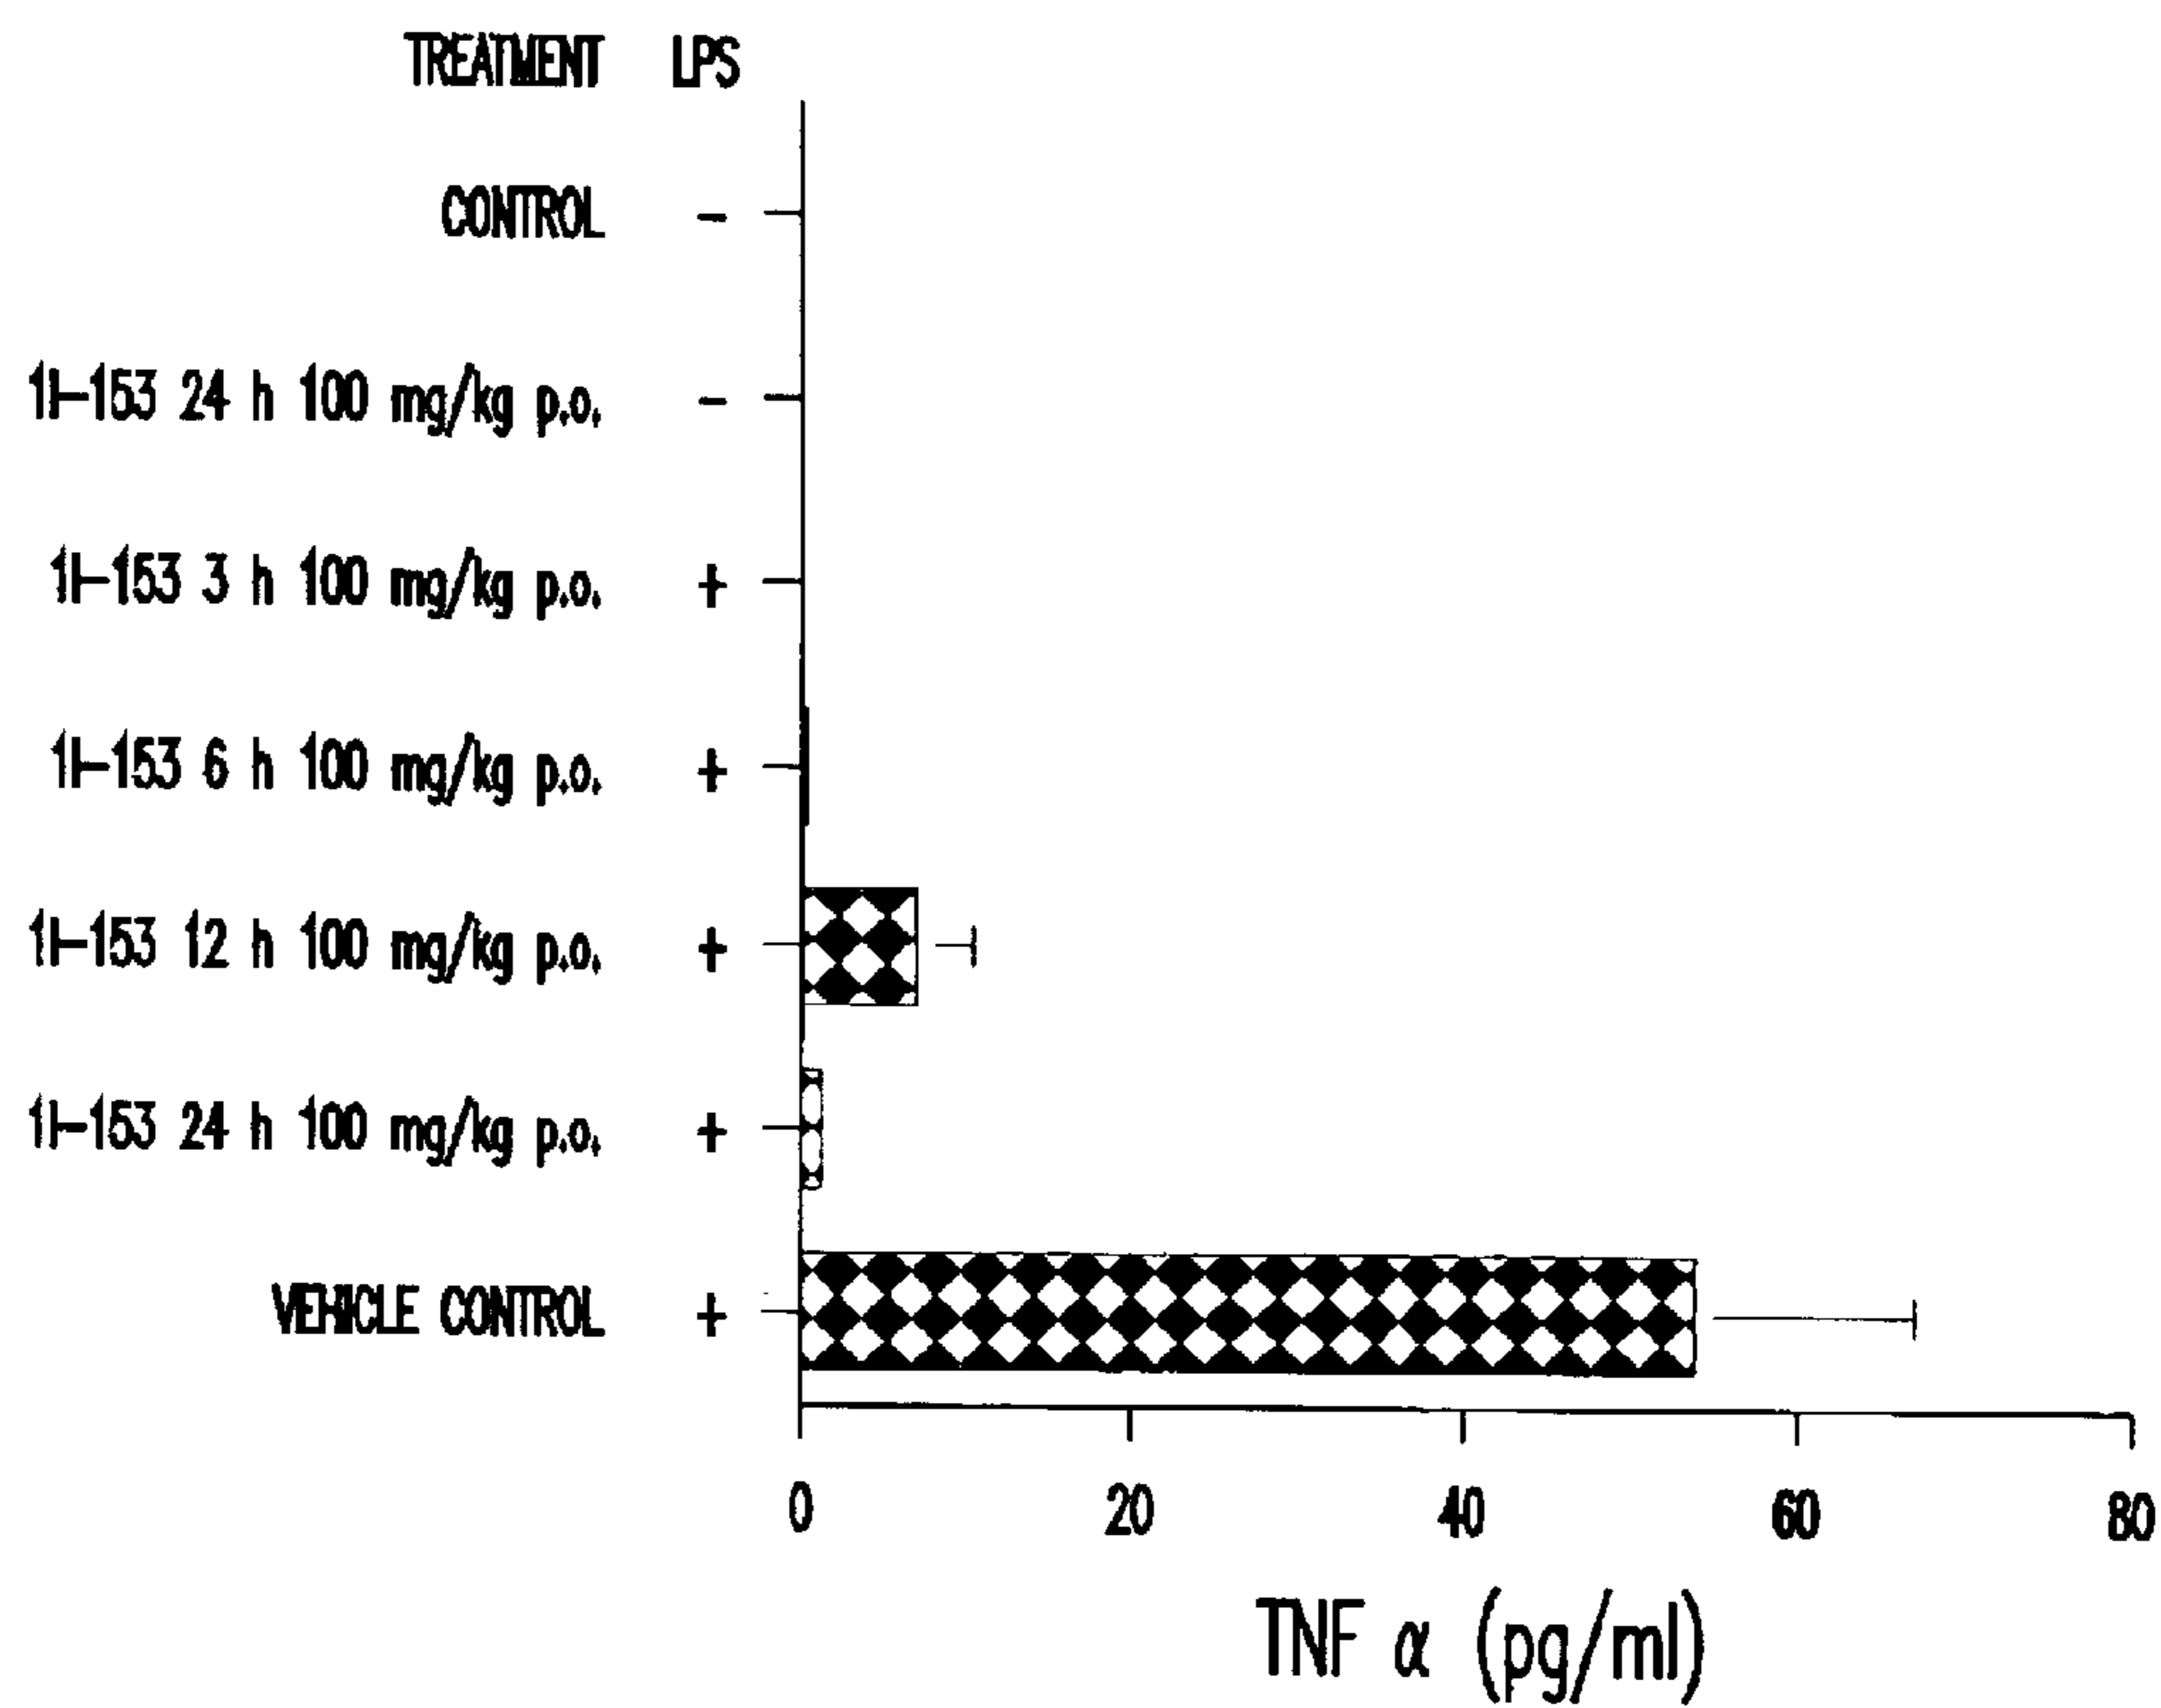 TREATMENT LPS
CONTROL –
1I–153 24 h 100 mg/kg p.o. –
1I–153 3 h 100 mg/kg p.o. +
1I–153 6 h 100 mg/kg p.o. +
1I–153 12 h 100 mg/kg p.o. +
1I–153 24 h 100 mg/kg p.o. +
VEHICLE CONTROL +
0 20 40 60 80
TNF α (pg/ml)